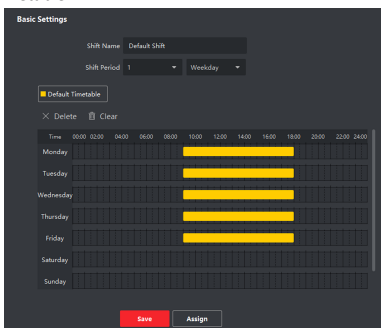 Basic Settings
Shift Name Default Shift
Shift Period 1 Weekday
Default Timetable
Delete Clear
Time 00:00 02:00 04:00 06:00 08:00 10:00 12:00 14:00 16:00 18:00 20:00 22:00 24:00
Monday
Tuesday
Wednesday
Thursday
Friday
Saturday
Sunday
Save Assign